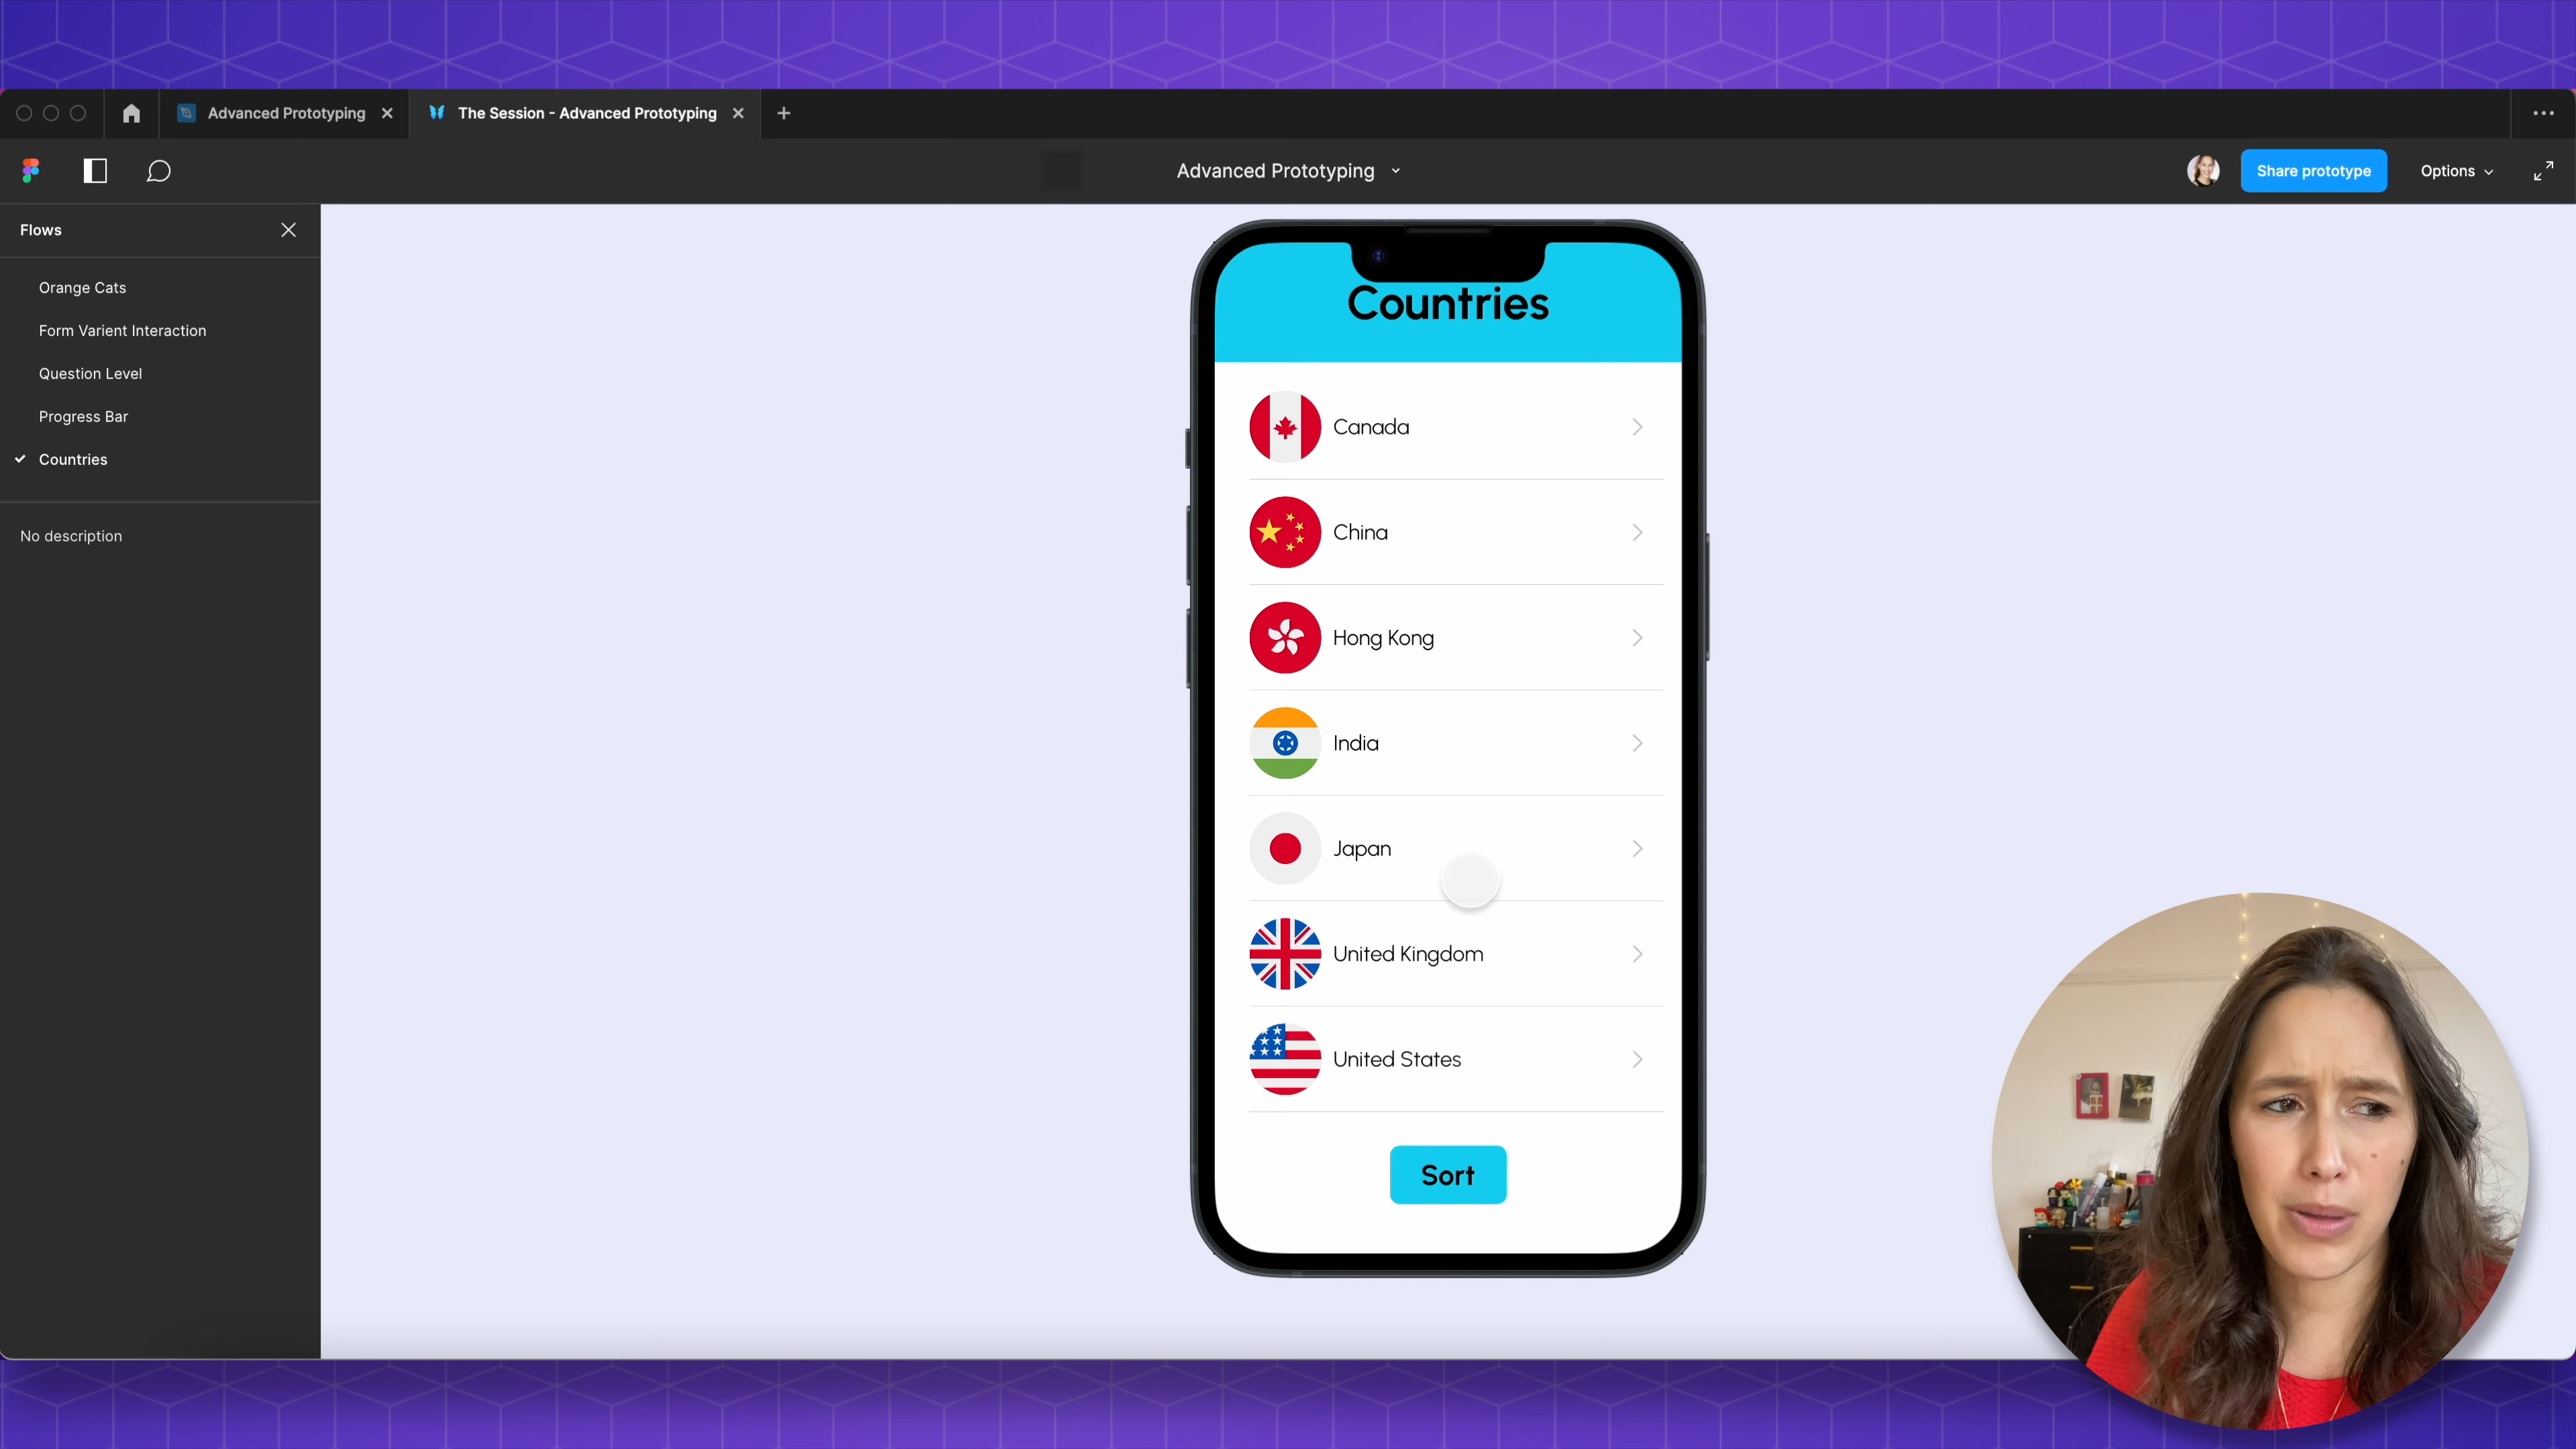 Advanced Prototyping
The Session - Advanced Prototyping
Advanced Prototyping
Share prototype
Options
Flows
Orange Cats
Form Varient Interaction
Question Level
Progress Bar
Countries
No description
Countries
Canada
China
Hong Kong
India
Japan
United Kingdom
United States
Sort